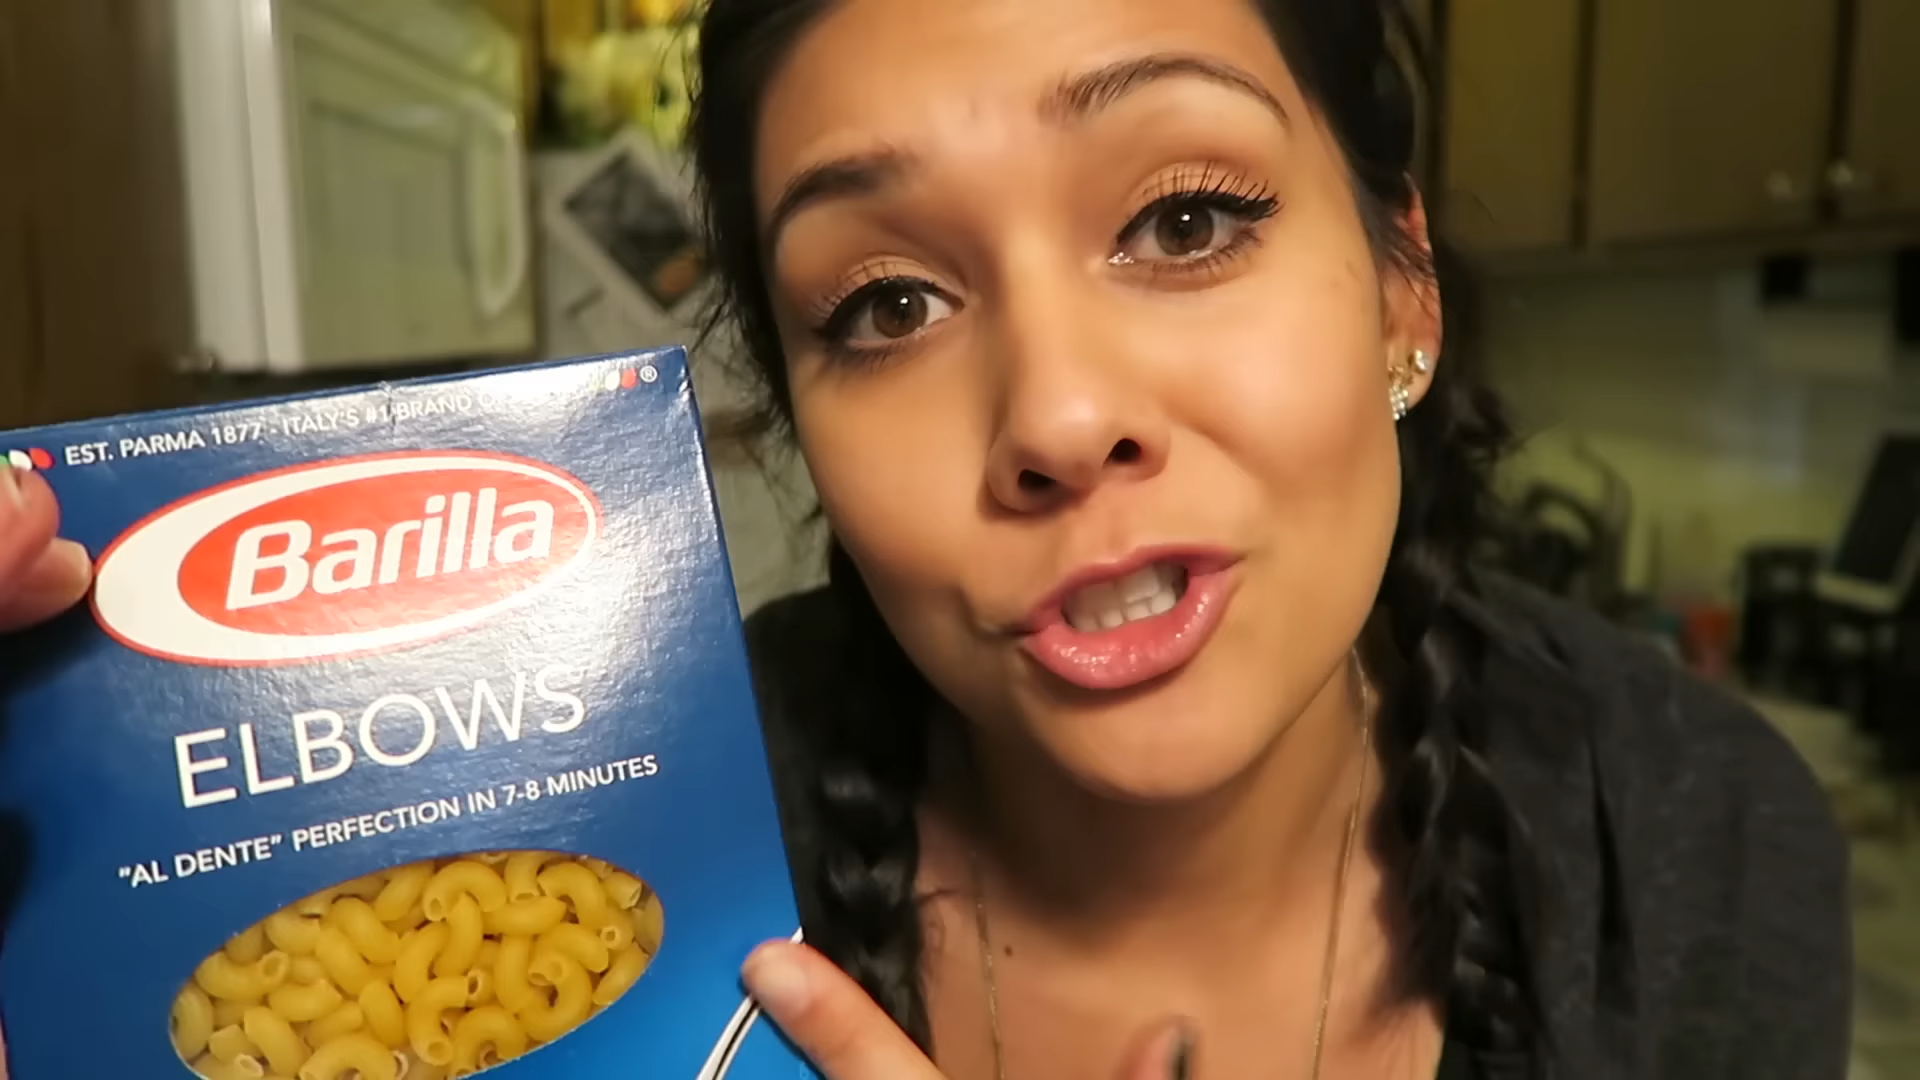 EST. PARMA 1877 - ITALY'S #1 BRAND
®
Barilla
ELBOWS
"AL DENTE" PERFECTION IN 7-8 MINUTES